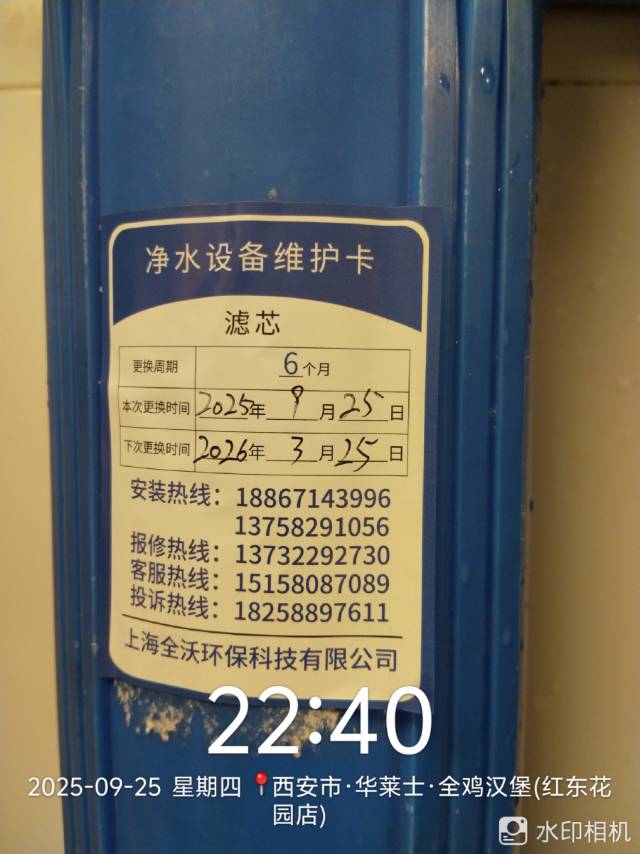 净水设备维护卡
滤芯
更换周期 6个月
本次更换时间 2025年 9月25日
下次更换时间 2026年 3月25日
安装热线：18867143996
13758291056
报修热线：13732292730
客服热线：15158087089
投诉热线：18258897611
上海全沃环保科技有限公司
22:40
2025-09-25 星期四 西安市·华莱士·全鸡汉堡(红东花
园店)
水印相机